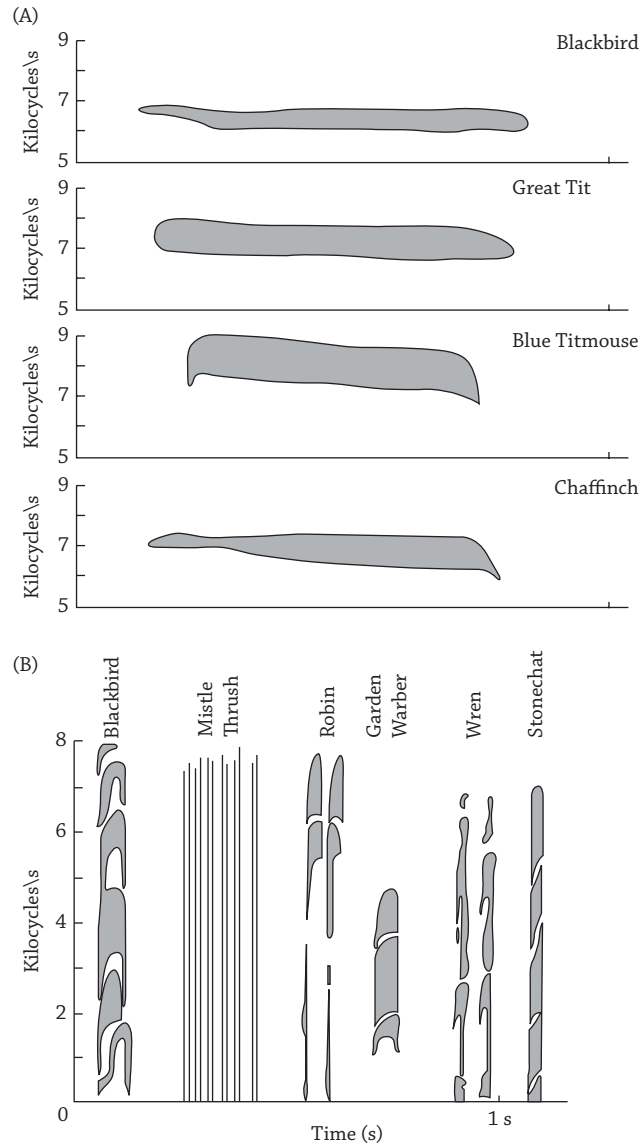 (A)
Blackbird
Kilocycles\s
9
7
5
Great Tit
Kilocycles\s
9
7
5
Blue Titmouse
Kilocycles\s
9
7
5
Chaffinch
Kilocycles\s
9
7
5
(B)
Blackbird
Mistle
Thrush
Robin
Garden
Warber
Wren
Stonechat
Kilocycles\s
8
6
4
2
0
1 s
Time (s)